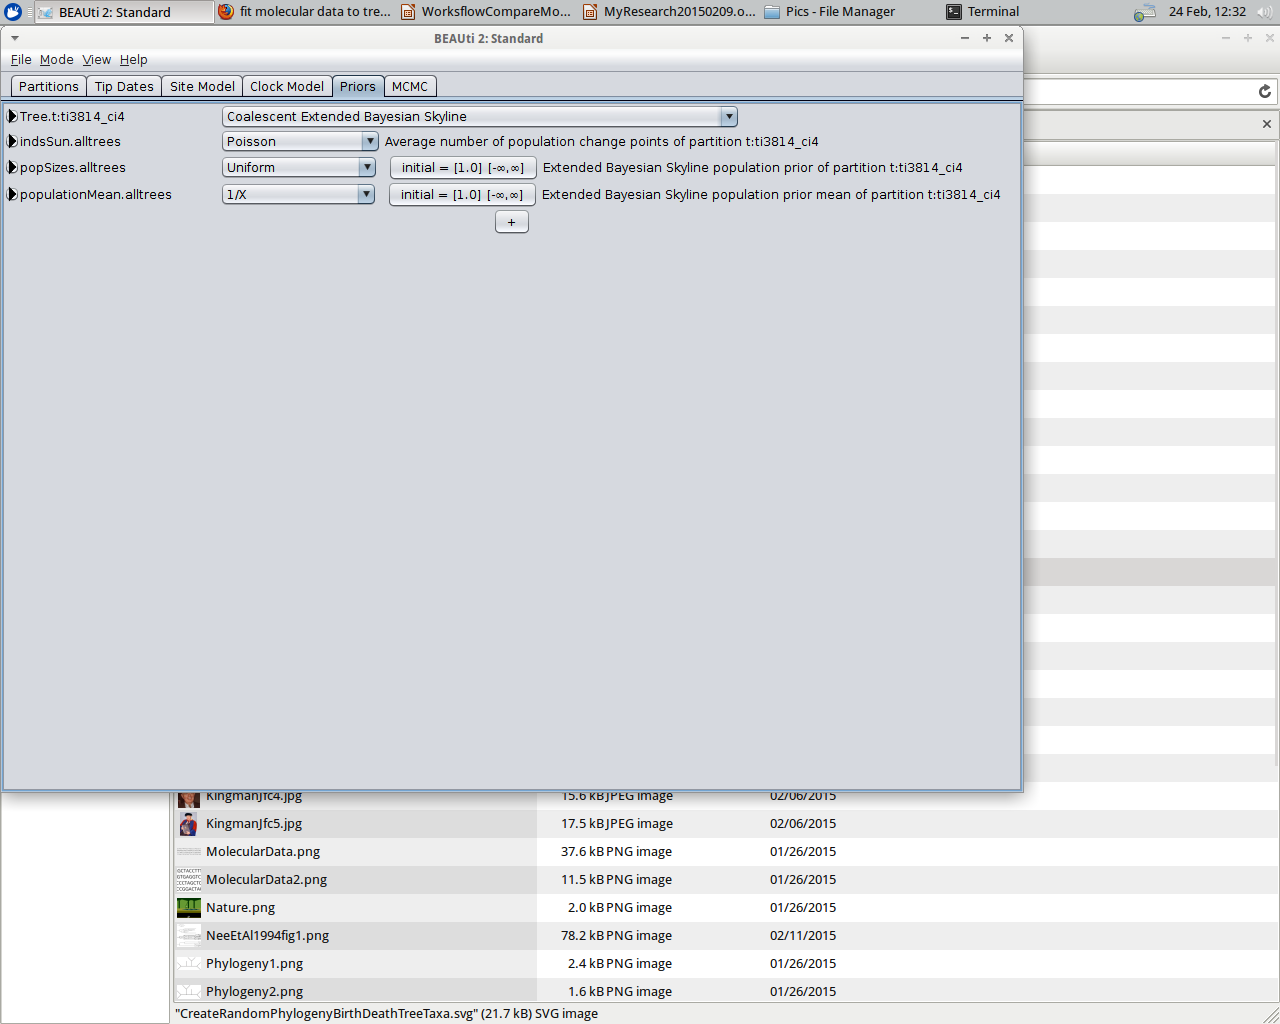 BEAUti 2: Standard
fit molecular data to tre...
WorksflowCompareMo...
MyResearch20150209.o...
Pics - File Manager
Terminal
24 Feb, 12:32
BEAUti 2: Standard
File Mode View Help
Partitions Tip Dates Site Model Clock Model Priors MCMC
Tree.t:ti3814_ci4 Coalescent Extended Bayesian Skyline
indsSun.alltrees Poisson Average number of population change points of partition t:ti3814_ci4
popSizes.alltrees Uniform initial = [1.0] [-∞,∞] Extended Bayesian Skyline population prior of partition t:ti3814_ci4
populationMean.alltrees 1/X initial = [1.0] [-∞,∞] Extended Bayesian Skyline population prior mean of partition t:ti3814_ci4
+
KingmanJfc4.jpg 15.6 kB JPEG image 02/06/2015
KingmanJfc5.jpg 17.5 kB JPEG image 02/06/2015
MolecularData.png 37.6 kB PNG image 01/26/2015
MolecularData2.png 11.5 kB PNG image 01/26/2015
Nature.png 2.0 kB PNG image 01/26/2015
NeeEtAl1994fig1.png 78.2 kB PNG image 02/11/2015
Phylogeny1.png 2.4 kB PNG image 01/26/2015
Phylogeny2.png 1.6 kB PNG image 01/26/2015
"CreateRandomPhylogenyBirthDeathTreeTaxa.svg" (21.7 kB) SVG image